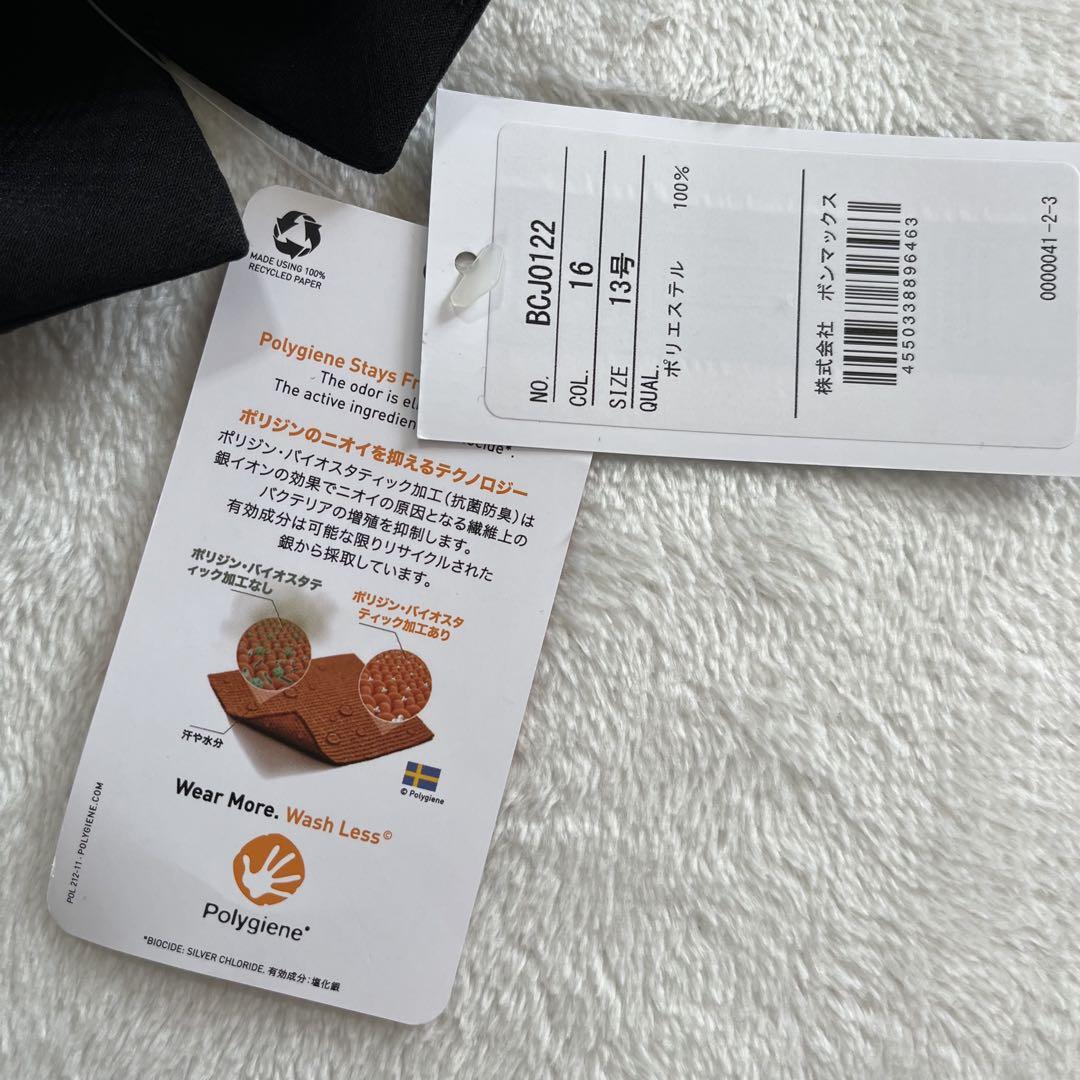 MADE USING 100%
RECYCLED PAPER
Polygiene Stays
The odor is
The active
ポリジンのニオイを抑えるテクノロジー
ポリジン・バイオスタティック加工(抗菌防臭)は
銀イオンの効果でニオイの原因となる繊維上の
バクテリアの増殖を抑制します。
有効成分は可能な限りリサイクルされた
銀から採取しています。
ポリジン・バイオスタテ
ィック加工なし
ポリジン・バイオスタ
ティック加工あり
汗や水分
© Polygiene
Wear More. Wash Less©
Polygiene
*BIOCIDE: SILVER CHLORIDE. 有効成分:塩化銀
POL 212-11 · POLYGIENE.COM
NO. BCJ0122
COL. 16
SIZE 13号
QUAL.
ポリエステル 100%
株式会社 ボンマックス
4550338896463
0000041-2-3